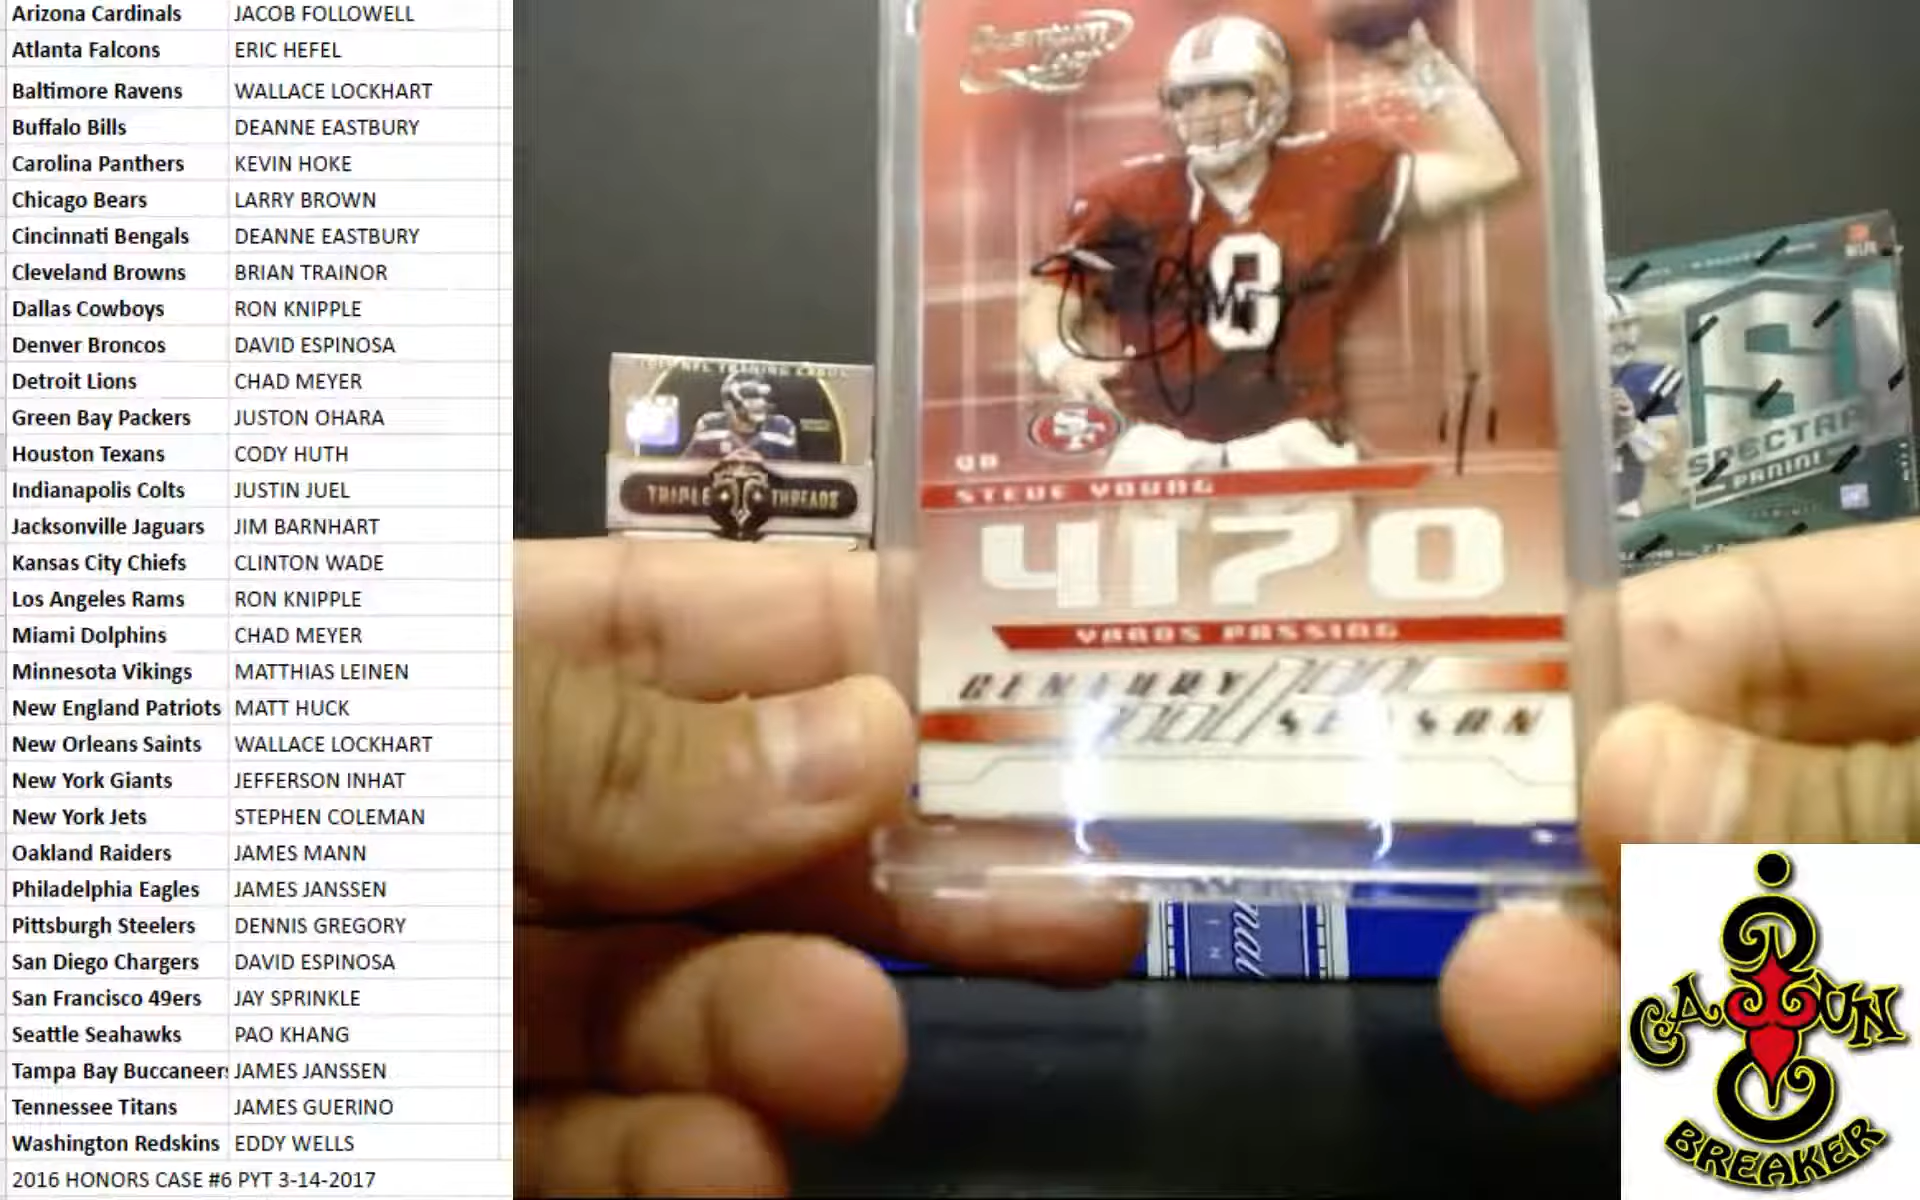 Arizona Cardinals JACOB FOLLOWELL
Atlanta Falcons ERIC HEFEL
Baltimore Ravens WALLACE LOCKHART
Buffalo Bills DEANNE EASTBURY
Carolina Panthers KEVIN HOKE
Chicago Bears LARRY BROWN
Cincinnati Bengals DEANNE EASTBURY
Cleveland Browns BRIAN TRAINOR
Dallas Cowboys RON KNIPPLE
Denver Broncos DAVID ESPINOSA
Detroit Lions CHAD MEYER
Green Bay Packers JUSTON OHARA
Houston Texans CODY HUTH
Indianapolis Colts JUSTIN JUEL
Jacksonville Jaguars JIM BARNHART
Kansas City Chiefs CLINTON WADE
Los Angeles Rams RON KNIPPLE
Miami Dolphins CHAD MEYER
Minnesota Vikings MATTHIAS LEINEN
New England Patriots MATT HUCK
New Orleans Saints WALLACE LOCKHART
New York Giants JEFFERSON INHAT
New York Jets STEPHEN COLEMAN
Oakland Raiders JAMES MANN
Philadelphia Eagles JAMES JANSSEN
Pittsburgh Steelers DENNIS GREGORY
San Diego Chargers DAVID ESPINOSA
San Francisco 49ers JAY SPRINKLE
Seattle Seahawks PAO KHANG
Tampa Bay Buccaneers JAMES JANSSEN
Tennessee Titans JAMES GUERINO
Washington Redskins EDDY WELLS
2016 HONORS CASE #6 PYT 3-14-2017
8
1/1
SF
QB
STEVE YOUNG
4170
YARDS PASSING
CENTURY
SEASON
TRIPLE THREADS
SPECTRA
PANINI
CAJUN
BREAKER